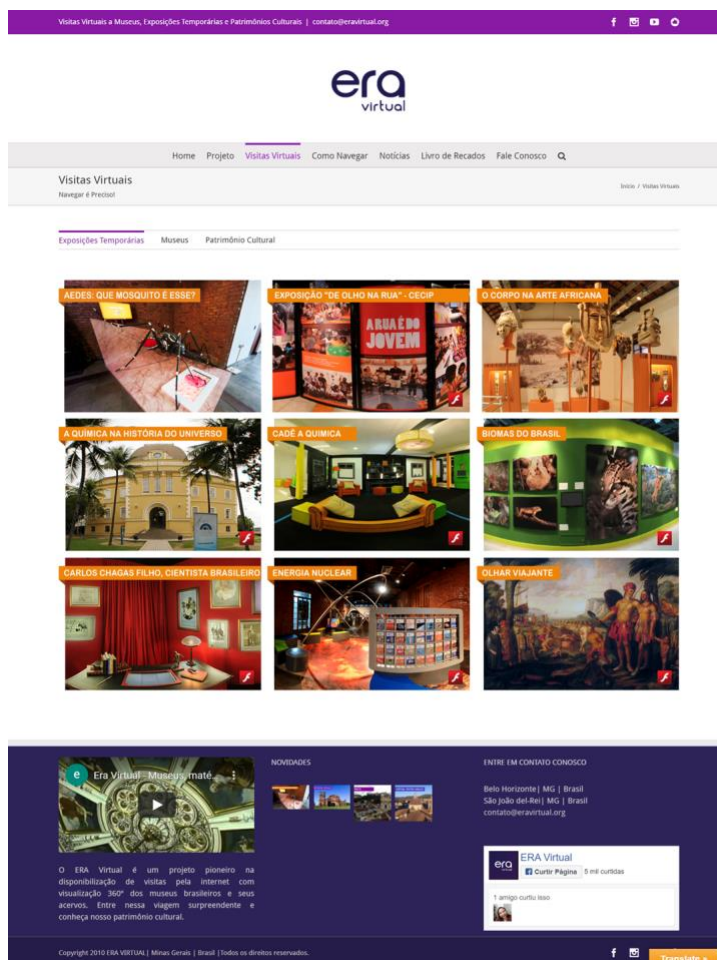 Visitas Virtuais a Museus, Exposições Temporárias e Patrimônios Culturais | contato@eravirtual.org
era
virtual
Home Projeto Visitas Virtuais Como Navegar Notícias Livro de Recados Fale Conosco
Visitas Virtuais
Navegar é Preciso!
Início / Visitas Virtuais
Exposições Temporárias Museus Patrimônio Cultural
AEDES: QUE MOSQUITO É ESSE?
EXPOSIÇÃO "DE OLHO NA RUA" - CECIP
A RUA É DO
JOVEM
O CORPO NA ARTE AFRICANA
A QUÍMICA NA HISTÓRIA DO UNIVERSO
CADÊ A QUIMICA
BIOMAS DO BRASIL
CARLOS CHAGAS FILHO, CIENTISTA BRASILEIRO
ENERGIA NUCLEAR
OLHAR VIAJANTE
e Era Virtual - Museus, maté...
O ERA Virtual é um projeto pioneiro na
disponibilização de visitas pela internet com
visualização 360º dos museus brasileiros e seus
acervos. Entre nessa viagem surpreendente e
conheça nosso patrimônio cultural.
NOVIDADES
ENTRE EM CONTATO CONOSCO
Belo Horizonte| MG | Brasil
São João del-Rei| MG | Brasil
contato@eravirtual.org
era
ERA Virtual
Curtir Página 5 mil curtidas
1 amigo curtiu isso
Copyright 2010 ERA VIRTUAL| Minas Gerais | Brasil |Todos os direitos reservados.
Translate »